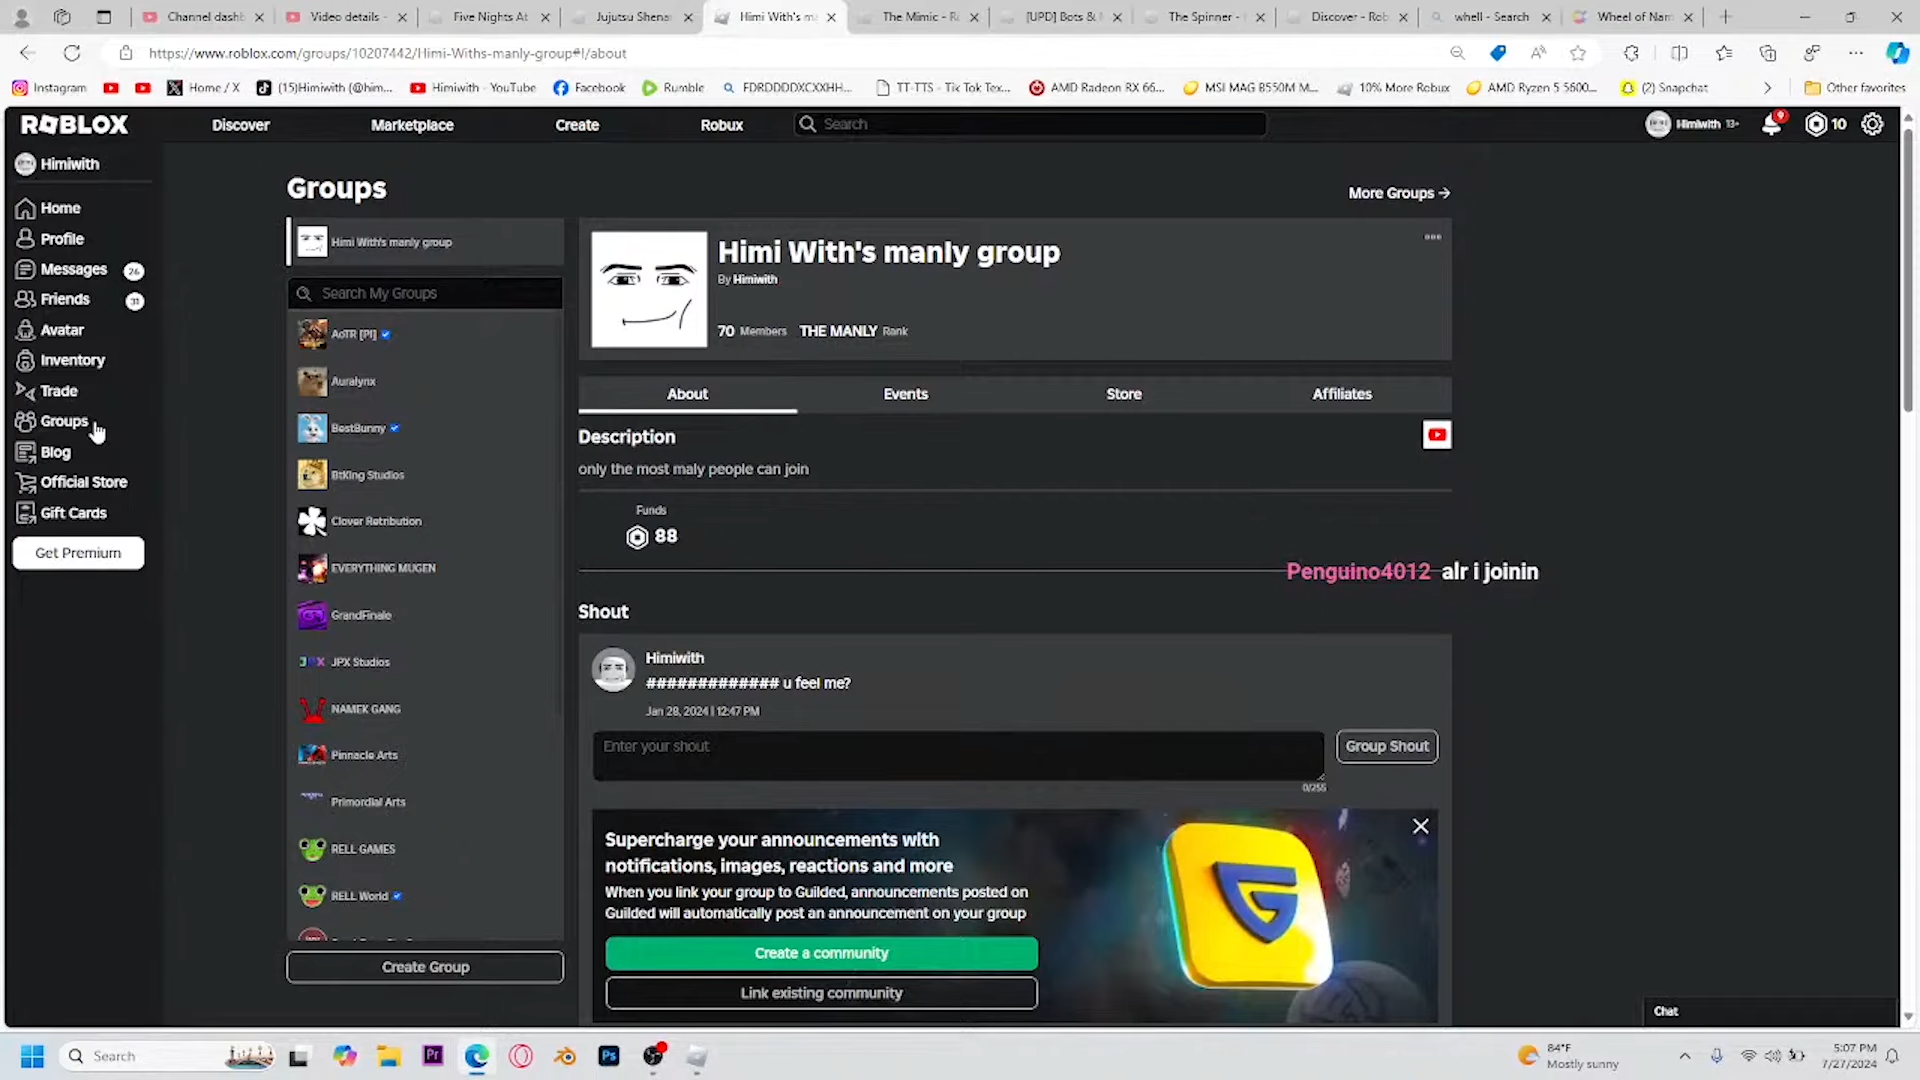 Channel dashb
Video details -
Five Nights At
Jujutsu Shena
Himi With's ma
The Mimic - Ro
[UPD] Bots &
The Spinner -
Discover - Rob
whell - Search
Wheel of Nam
https://www.roblox.com/groups/10207442/Himi-Withs-manly-group#!/about
Instagram
Home / X
(15)Himiwith (@him...
Himiwith - YouTube
Facebook
Rumble
FDRDDDDXCXXHH...
TT-TTS - Tik Tok Tex...
AMD Radeon RX 66...
MSI MAG B550M M...
10% More Robux
AMD Ryzen 5 5600...
(2) Snapchat
Other favorites
ROBLOX
Discover
Marketplace
Create
Robux
Search
Himiwith 13+
9
10
Himiwith
Home
Profile
Messages 26
Friends 31
Avatar
Inventory
Trade
Groups
Blog
Official Store
Gift Cards
Get Premium
Groups
More Groups →
Himi With's manly group
Search My Groups
AoTR [PI]
Auralynx
BestBunny
BtKing Studios
Clover Retribution
EVERYTHING MUGEN
GrandFinale
JPX Studios
NAMEK GANG
Pinnacle Arts
Primordial Arts
RELL GAMES
RELL World
Create Group
Himi With's manly group
By Himiwith
70 Members THE MANLY Rank
About
Events
Store
Affiliates
Description
only the most maly people can join
Funds
88
Penguino4012 alr i joinin
Shout
Himiwith
############# u feel me?
Jan 28, 2024 | 12:47 PM
Enter your shout
Group Shout
0/255
Supercharge your announcements with
notifications, images, reactions and more
When you link your group to Guilded, announcements posted on
Guilded will automatically post an announcement on your group
Create a community
Link existing community
Chat
Search
84°F
Mostly sunny
5:07 PM
7/27/2024